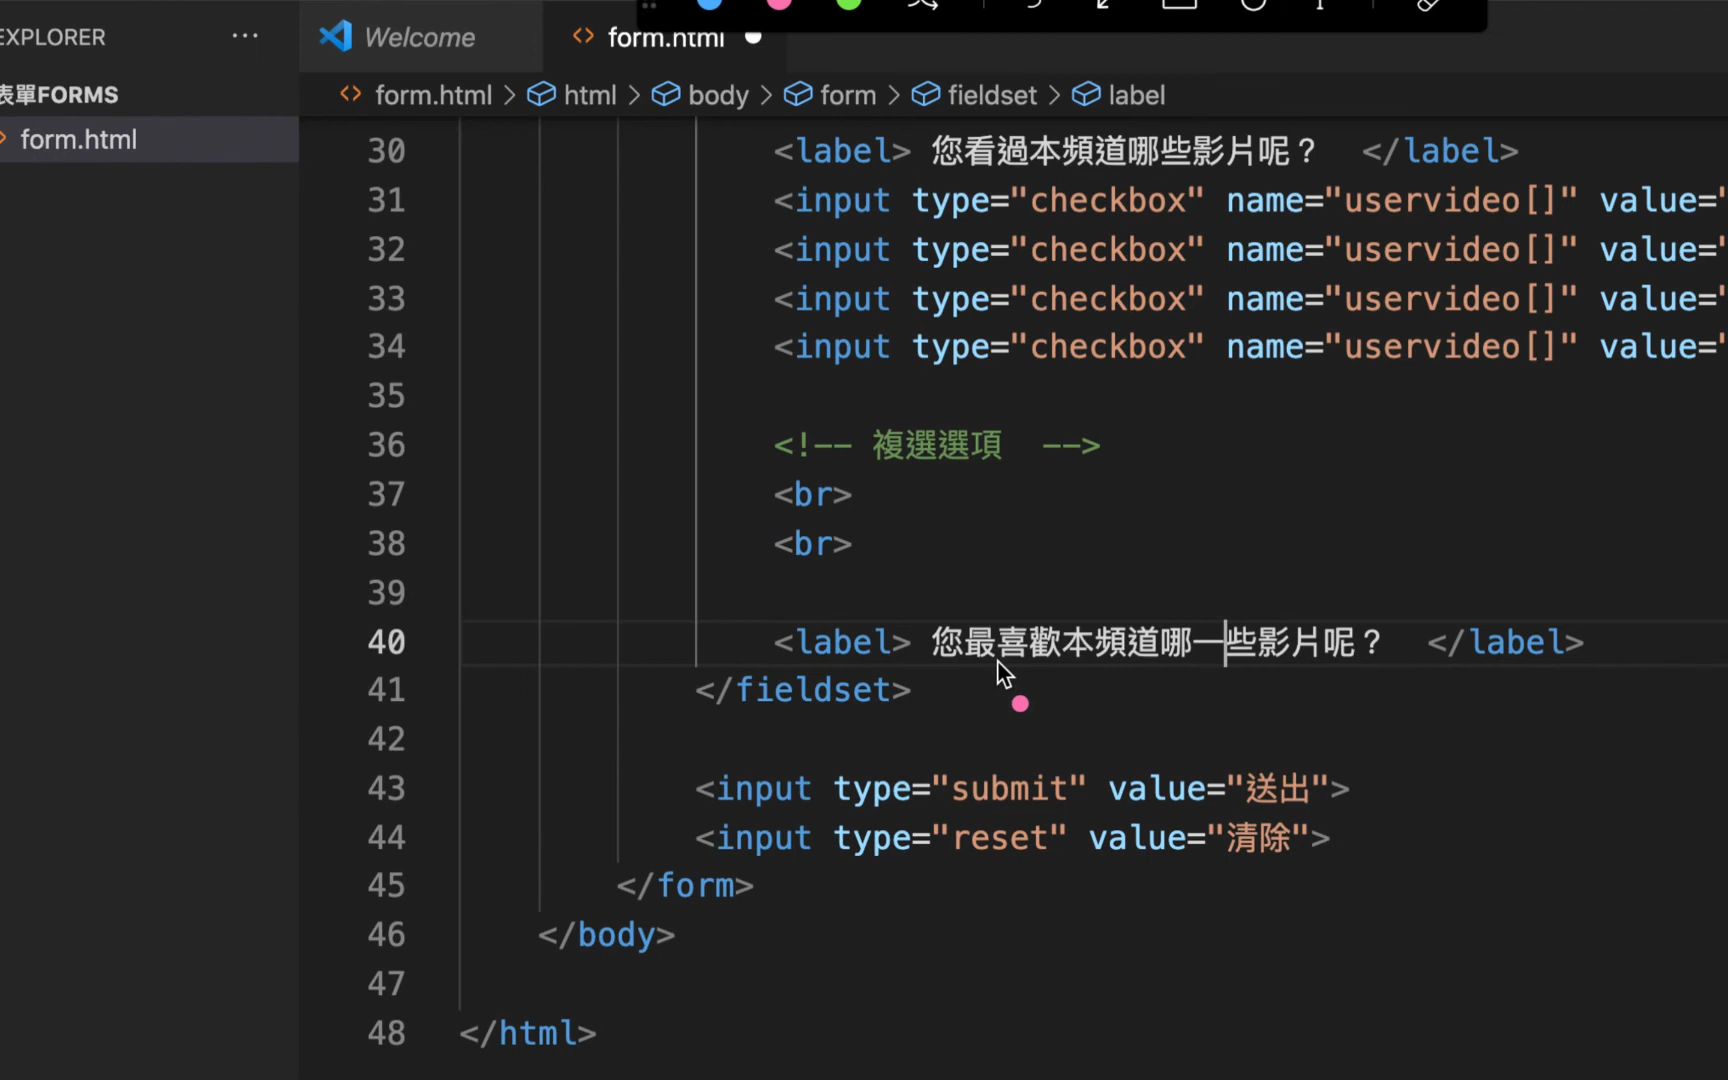 EXPLORER
Welcome
form.html
表單FORMS
form.html > html > body > form > fieldset > label
form.html
30 <label> 您看過本頻道哪些影片呢？ </label>
31 <input type="checkbox" name="uservideo[]" value="
32 <input type="checkbox" name="uservideo[]" value="
33 <input type="checkbox" name="uservideo[]" value="
34 <input type="checkbox" name="uservideo[]" value="
35
36 <!-- 複選選項 -->
37 <br>
38 <br>
39
40 <label> 您最喜歡本頻道哪一些影片呢？ </label>
41 </fieldset>
42
43 <input type="submit" value="送出">
44 <input type="reset" value="清除">
45 </form>
46 </body>
47
48 </html>